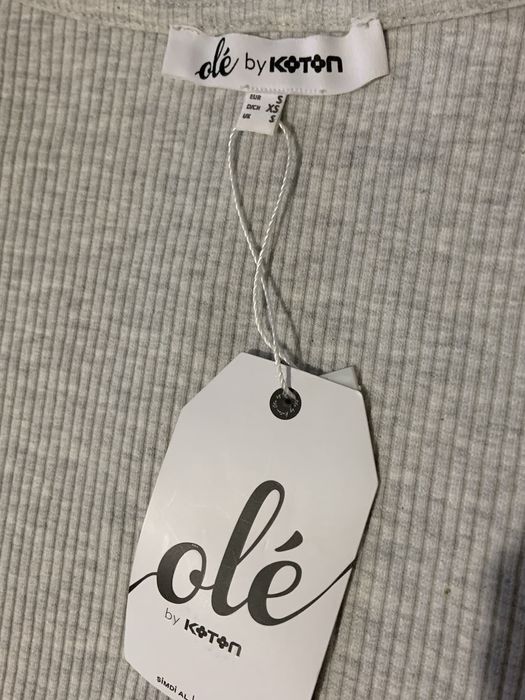 olé by KOTON
EUR S
D/CH XS
UK S
olé
by KOTON
ŞİMDİ AL